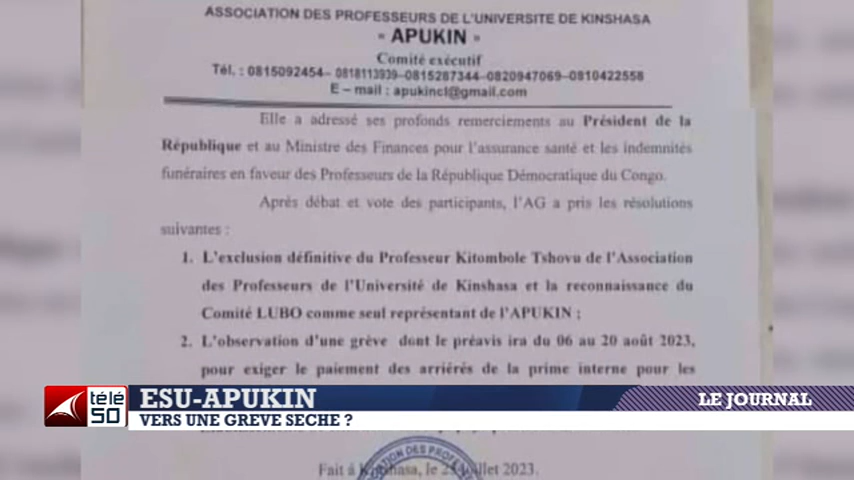 ASSOCIATION DES PROFESSEURS DE L'UNIVERSITE DE KINSHASA
« APUKIN »
Comité exécutif
Tél. : 0815092454– 0818113939–0815287344–0820947069–0810422558
E – mail : apukincl@gmail.com
Elle a adressé ses profonds remerciements au Président de la
République et au Ministre des Finances pour l'assurance santé et les indemnités
funéraires en faveur des Professeurs de la République Démocratique du Congo.
Après débat et vote des participants, l'AG a pris les résolutions
suivantes :
1. L'exclusion définitive du Professeur Kitombole Tshovu de l'Association
des Professeurs de l'Université de Kinshasa et la reconnaissance du
Comité LUBO comme seul représentant de l'APUKIN ;
2. L'observation d'une grève dont le préavis ira du 06 au 20 août 2023,
pour exiger le paiement des arriérés de la prime interne pour les
télé 50
ESU-APUKIN
LE JOURNAL
VERS UNE GREVE SECHE ?
Fait à Kinshasa, le juillet 2023.